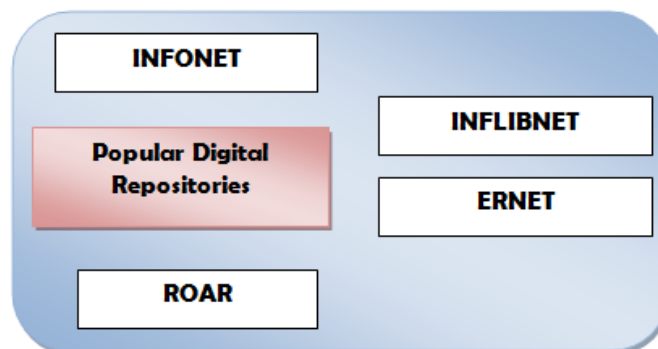 INFONET
INFLIBNET
Popular Digital
Repositories
ERNET
ROAR